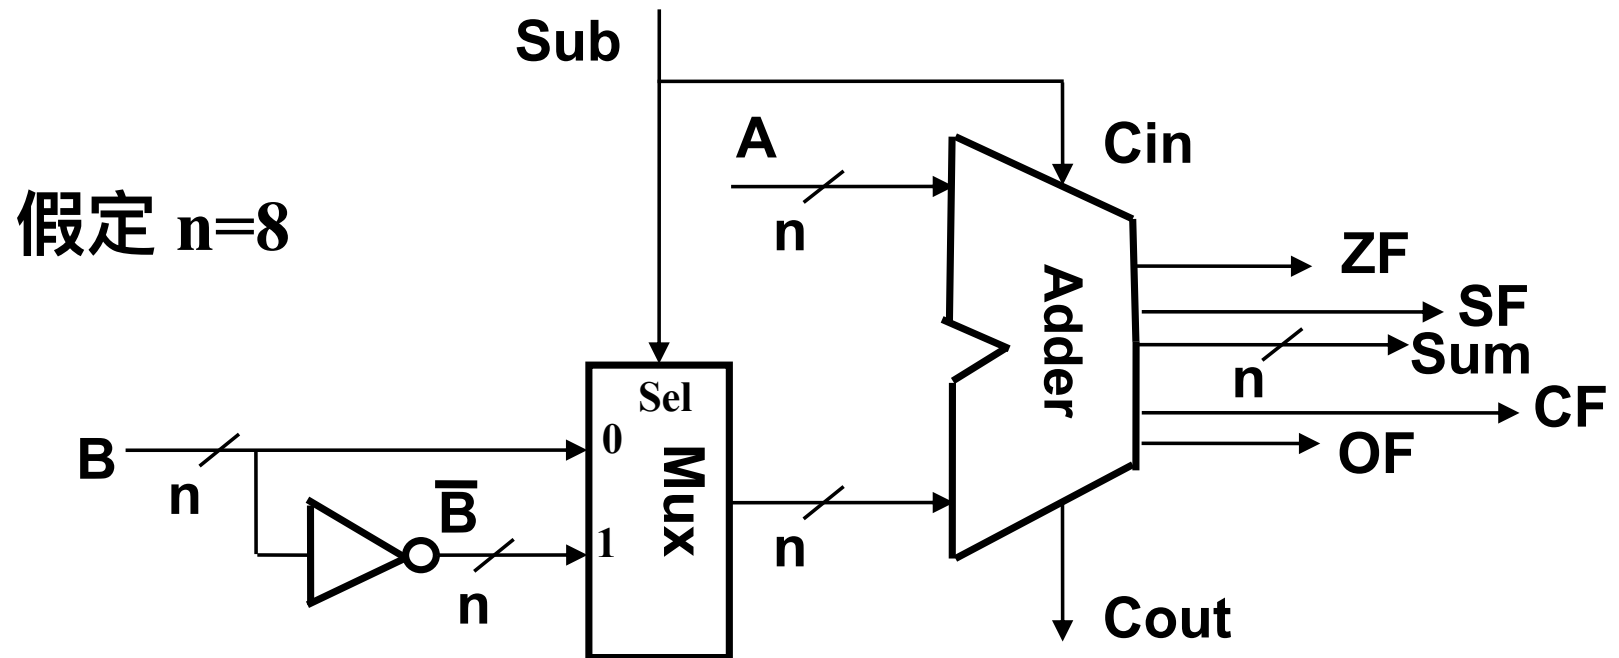 Sub
A
n
Cin
假定 n=8
ZF
SF
Sum
n
CF
OF
Adder
Sel
0
Mux
1
B
n
B̅
n
n
Cout